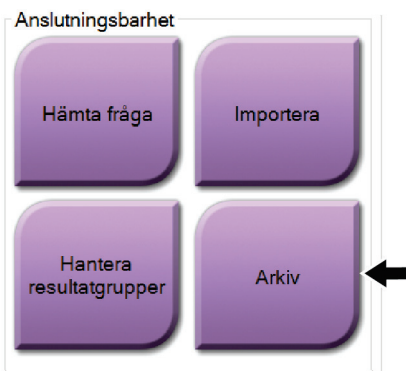 Anslutningsbarhet
Hämta fråga
Importera
Hantera
resultatgrupper
Arkiv